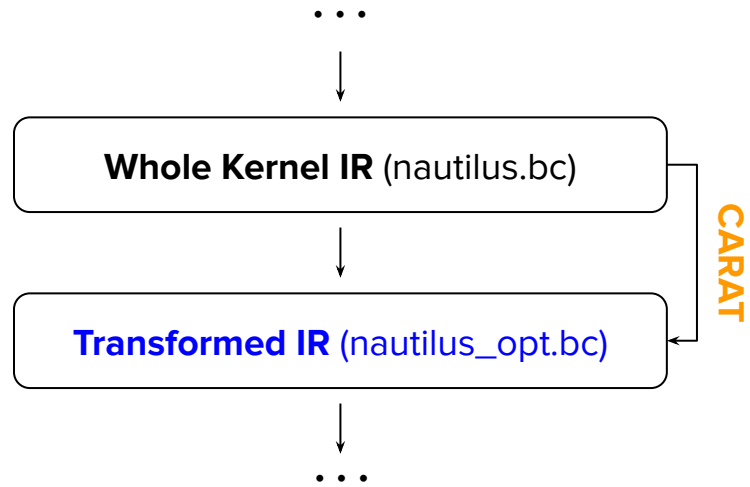 ...
Whole Kernel IR (nautilus.bc)
CARAT
Transformed IR (nautilus_opt.bc)
...